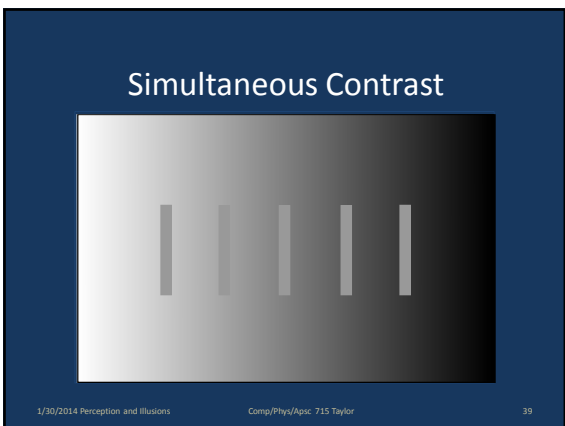 Simultaneous Contrast
1/30/2014 Perception and Illusions Comp/Phys/Apsc 715 Taylor 39